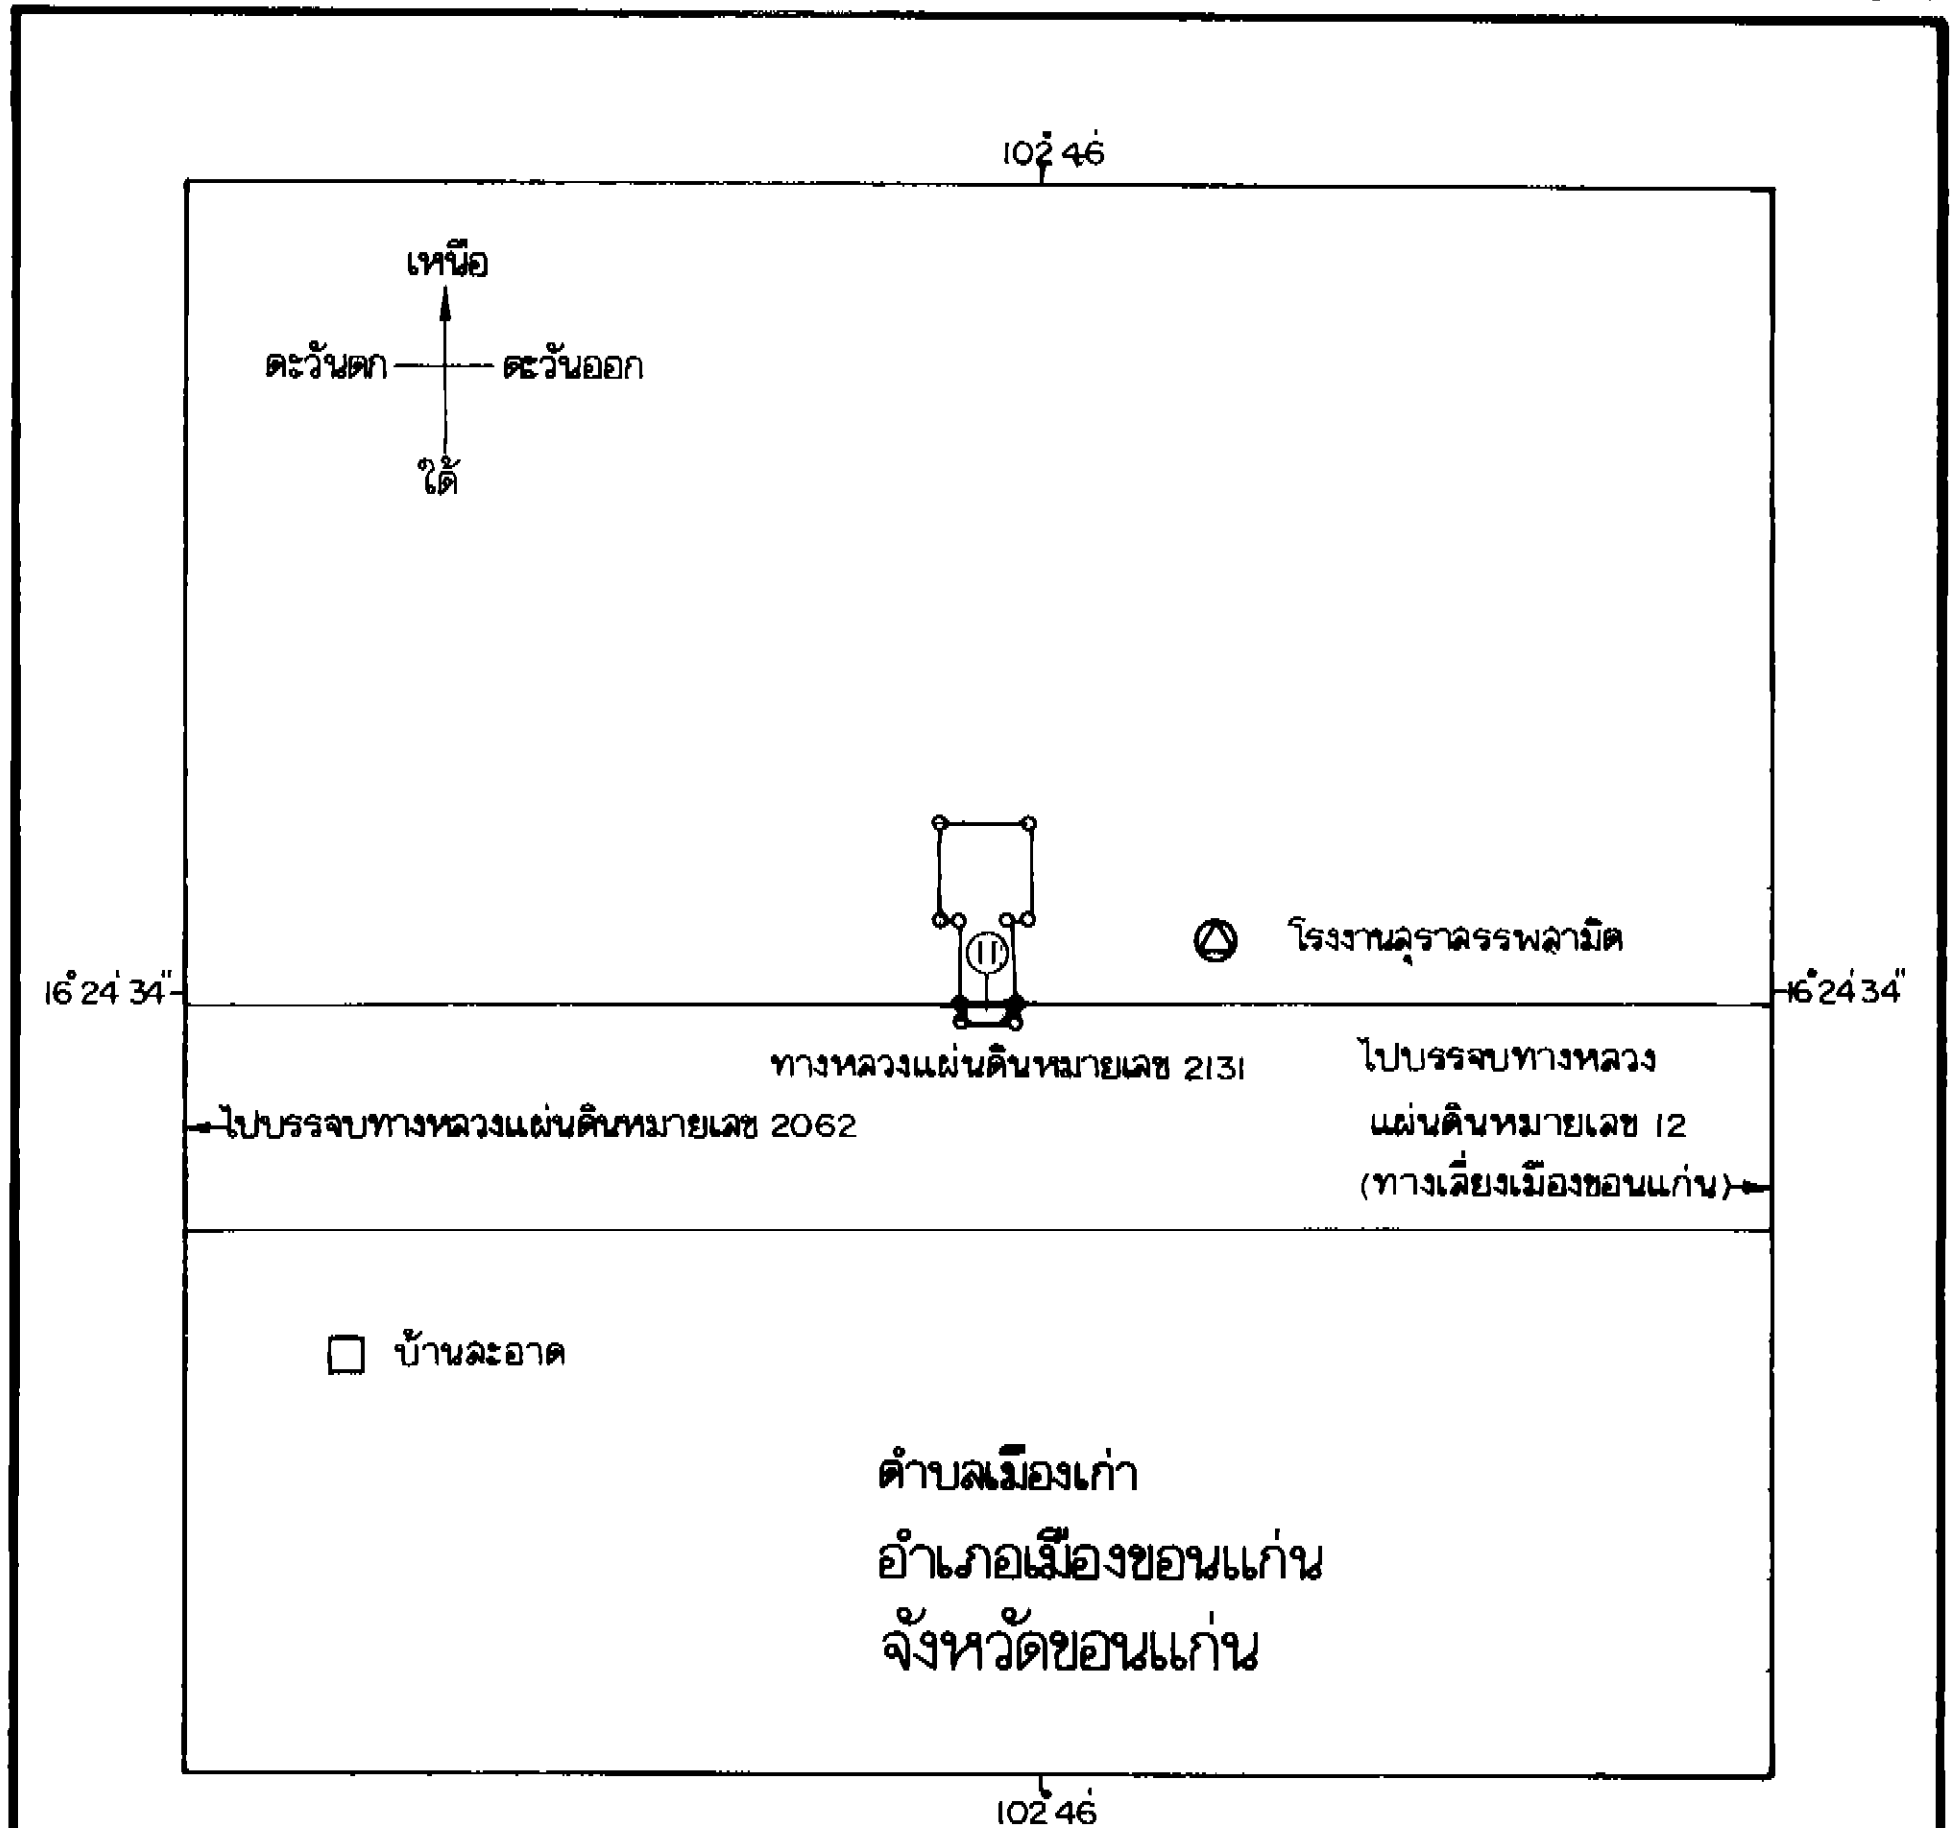 102° 46'
เหนือ
ตะวันตก ตะวันออก
ใต้
11
โรงงานสุราสรรพสามิต
16° 24' 34" 16° 24' 34"
ทางหลวงแผ่นดินหมายเลข 2131
ไปบรรจบทางหลวง
แผ่นดินหมายเลข 12
(ทางเลี่ยงเมืองขอนแก่น)
ไปบรรจบทางหลวงแผ่นดินหมายเลข 2062
บ้านสะอาด
ตำบลเมืองเก่า
อำเภอเมืองขอนแก่น
จังหวัดขอนแก่น
102° 46'